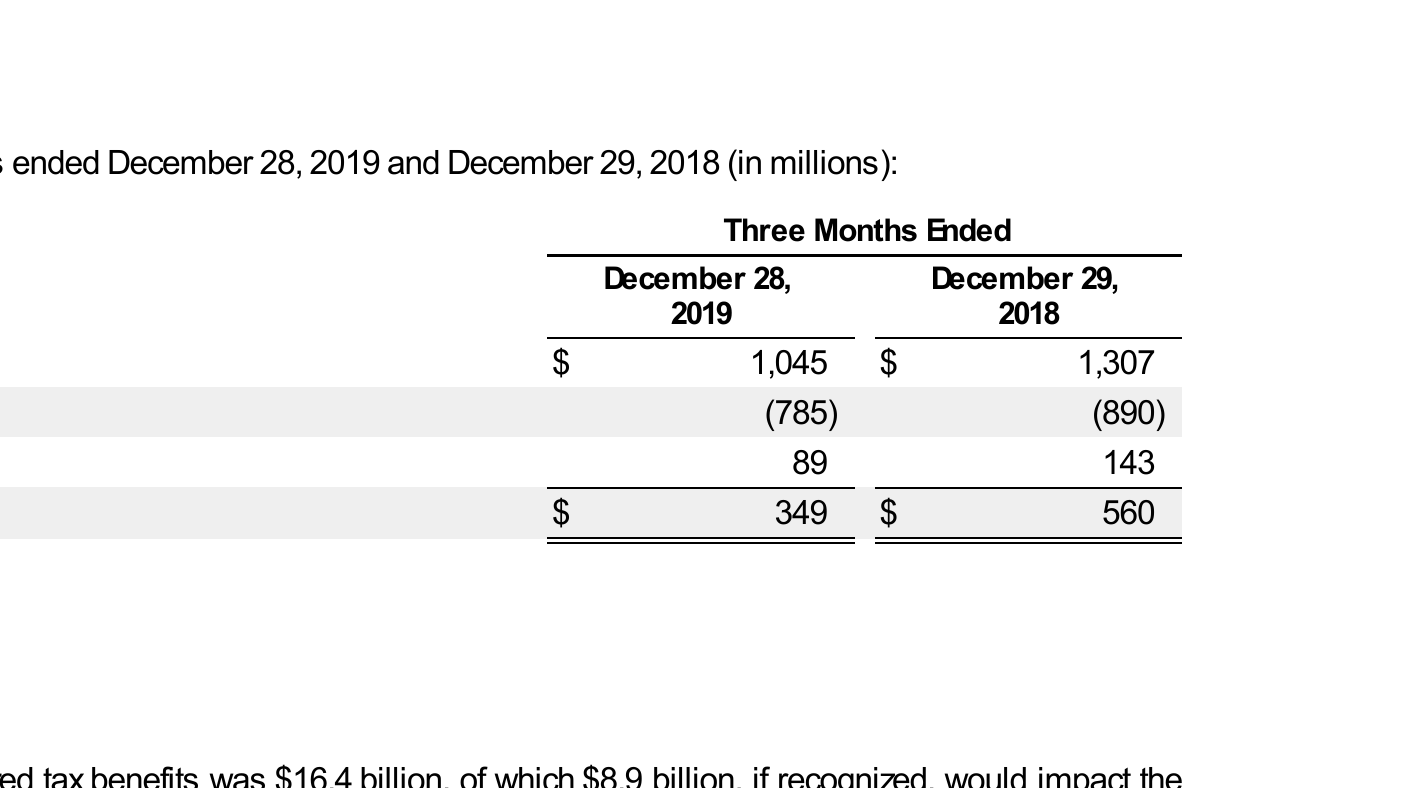 ended December 28, 2019 and December 29, 2018 (in millions):
Three Months Ended
December 28, 2019 December 29, 2018
$ 1,045 $ 1,307
(785) (890)
89 143
$ 349 $ 560
tax benefits was $16.4 billion, of which $8.9 billion, if recognized, would impact the